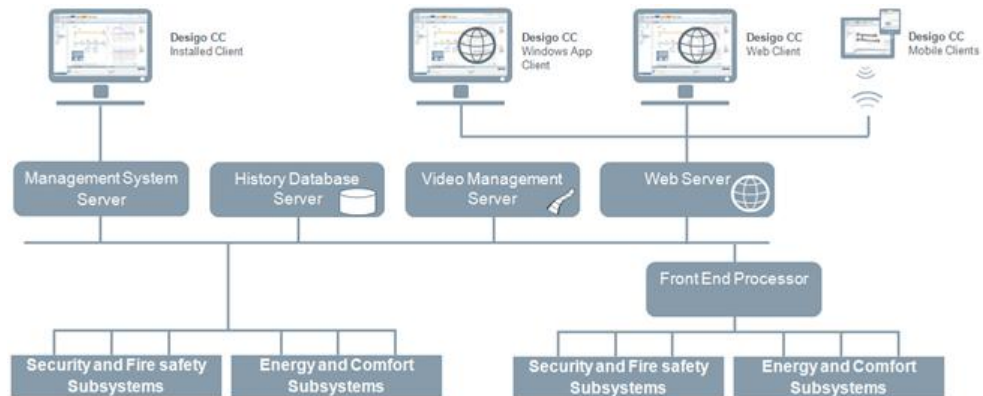 Desigo CC
Installed Client
Desigo CC
Windows App
Client
Desigo CC
Web Client
Desigo CC
Mobile Clients
Management System
Server
History Database
Server
Video Management
Server
Web Server
Front End Processor
Security and Fire safety
Subsystems
Energy and Comfort
Subsystems
Security and Fire safety
Subsystems
Energy and Comfort
Subsystems